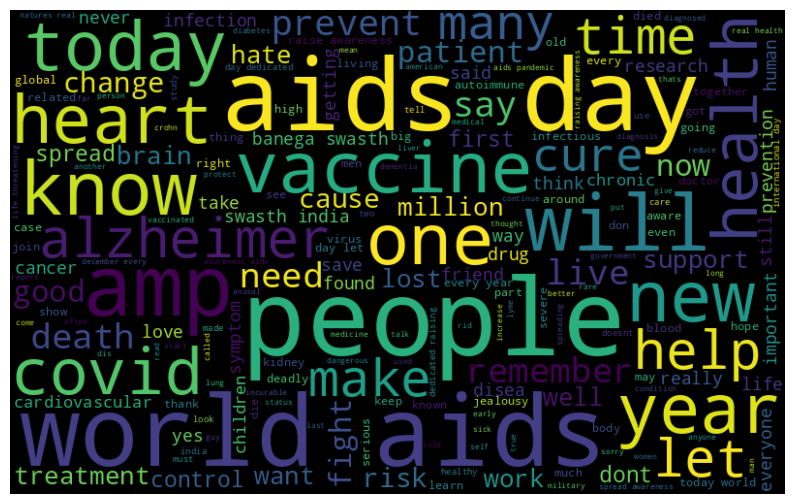 natures real
diabetes
never
infection
prevent many
old
time
health
real health
today
hate
raise awareness
patient
mean
aids pandemic
every
global
change
day dedicated
living
american
said
research
human
related
far
person
study
getting
autoimmune
thats
together
heart
aids day
high
tell
say
raising awareness
use
got
diagnosis
going
crohn
thing
medical
spread
brain
banega swasth
big
first
infectious
men
liver
reduce
another
right
protect
dementia
vaccine
cure
now
prevention
doctor
know
take
cause
million
see
continue
think
chronic
give
care
international day
life threatening
vaccinated
swasth india
two
thought
around
put
aware
case
virus
don
even
still
alzheimer
one
way
will
join
december every
awareness aids
day let
cancer
need
save
drug
live
support
long
report
good
amp
lost
friend
found
every year
part
animal
better
government
rare
new
important
show
symptom
people
severe
come
often
made
blood
hope
death
love
dis
read
start
called
medicine
talk
rid
increase
lyme
spreading
doesnt
help
kidney
dangerous
used
dedicated raising
may
really
covid
lung
make
remember
incurable
deadly
disea
well
condition
life
cardiovascular
thank
children
die
status
keep
known
jealousy
early
body
year
look
world aids
last
yes
india
guy
must
fight
serious
told
sick
self
true
women
sorry
anyone
man
everyone
let
treatment
control
want
risk
learn
healthy
work
military
much
dont
spread awareness
today world